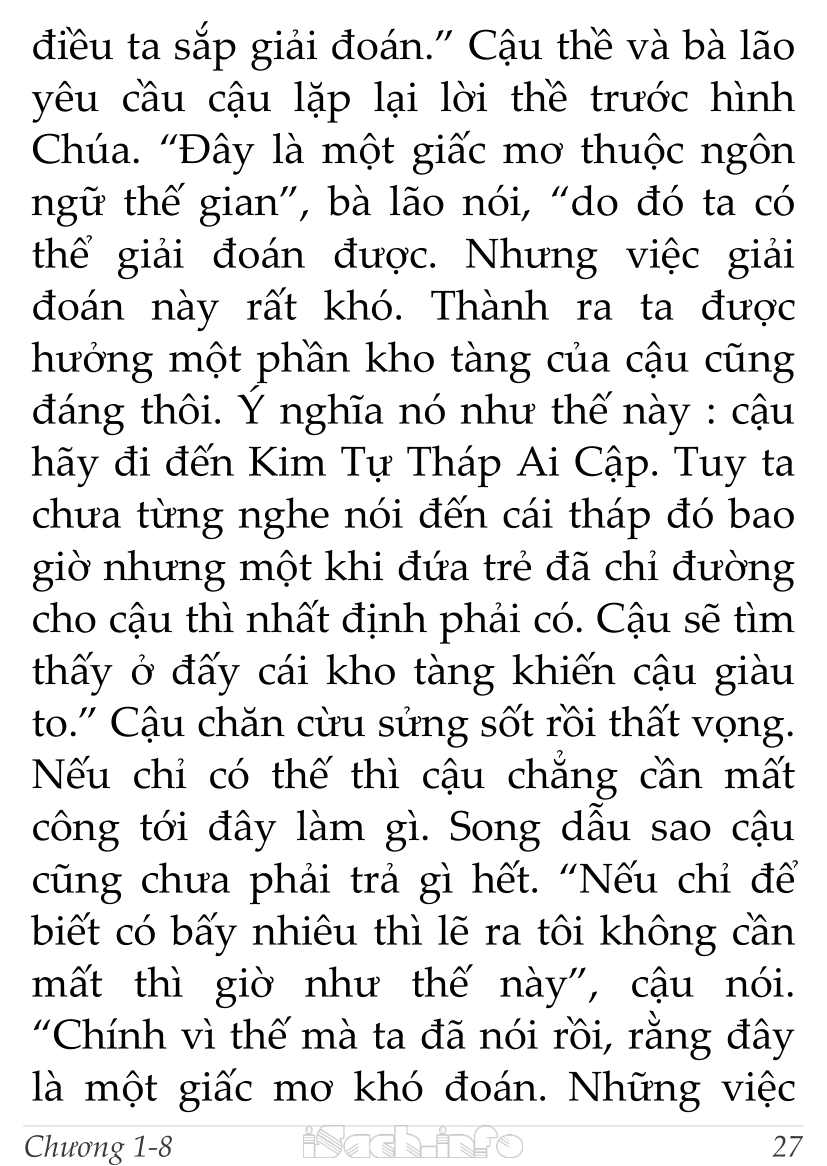 điều ta sắp giải đoán.” Cậu thề và bà lão
yêu cầu cậu lặp lại lời thề trước hình
Chúa. “Đây là một giấc mơ thuộc ngôn
ngữ thế gian”, bà lão nói, “do đó ta có
thể giải đoán được. Nhưng việc giải
đoán này rất khó. Thành ra ta được
hưởng một phần kho tàng của cậu cũng
đáng thôi. Ý nghĩa nó như thế này : cậu
hãy đi đến Kim Tự Tháp Ai Cập. Tuy ta
chưa từng nghe nói đến cái tháp đó bao
giờ nhưng một khi đứa trẻ đã chỉ đường
cho cậu thì nhất định phải có. Cậu sẽ tìm
thấy ở đấy cái kho tàng khiến cậu giàu
to.” Cậu chăn cừu sửng sốt rồi thất vọng.
Nếu chỉ có thế thì cậu chẳng cần mất
công tới đây làm gì. Song dẫu sao cậu
cũng chưa phải trả gì hết. “Nếu chỉ để
biết có bấy nhiêu thì lẽ ra tôi không cần
mất thì giờ như thế này”, cậu nói.
“Chính vì thế mà ta đã nói rồi, rằng đây
là một giấc mơ khó đoán. Những việc
Chương 1-8 iSach.info 27